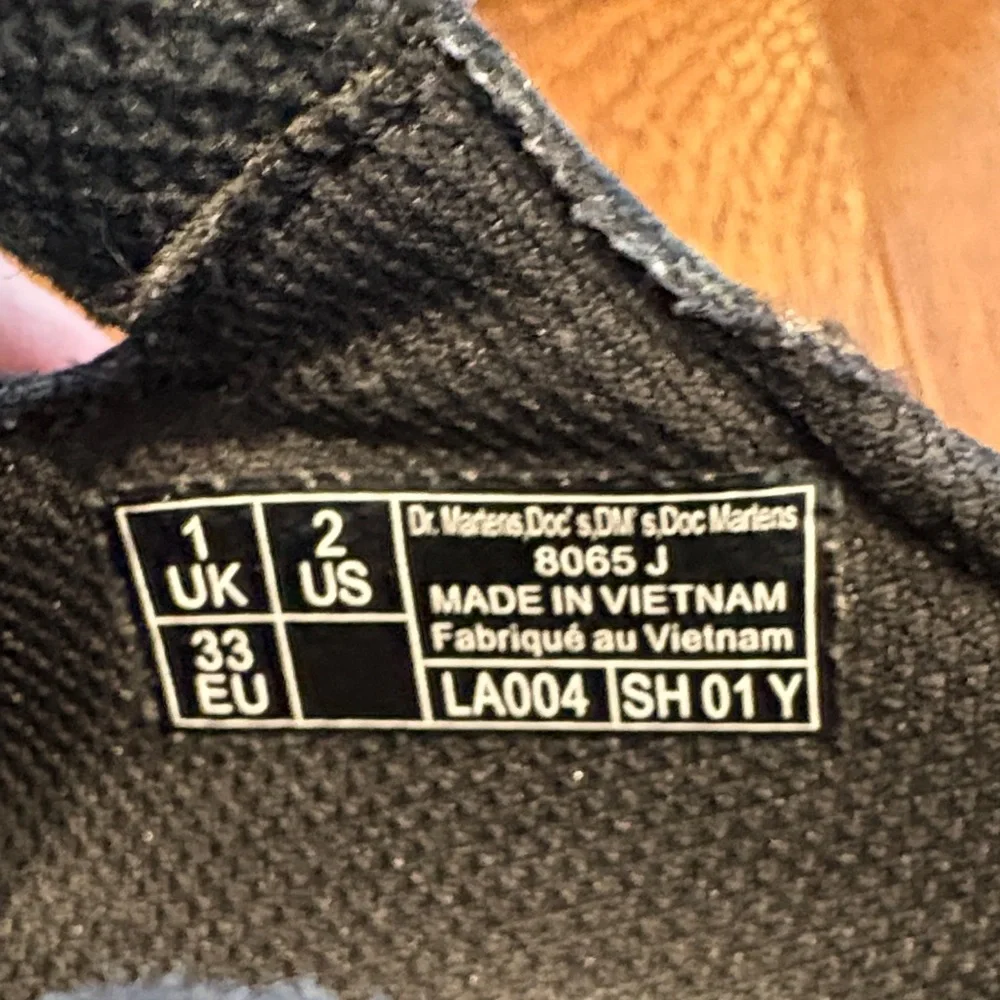 1
UK
2
US
33
EU
Dr. Martens,Doc's,DM's,Doc Martens
8065 J
MADE IN VIETNAM
Fabriqué au Vietnam
LA004
SH 01 Y